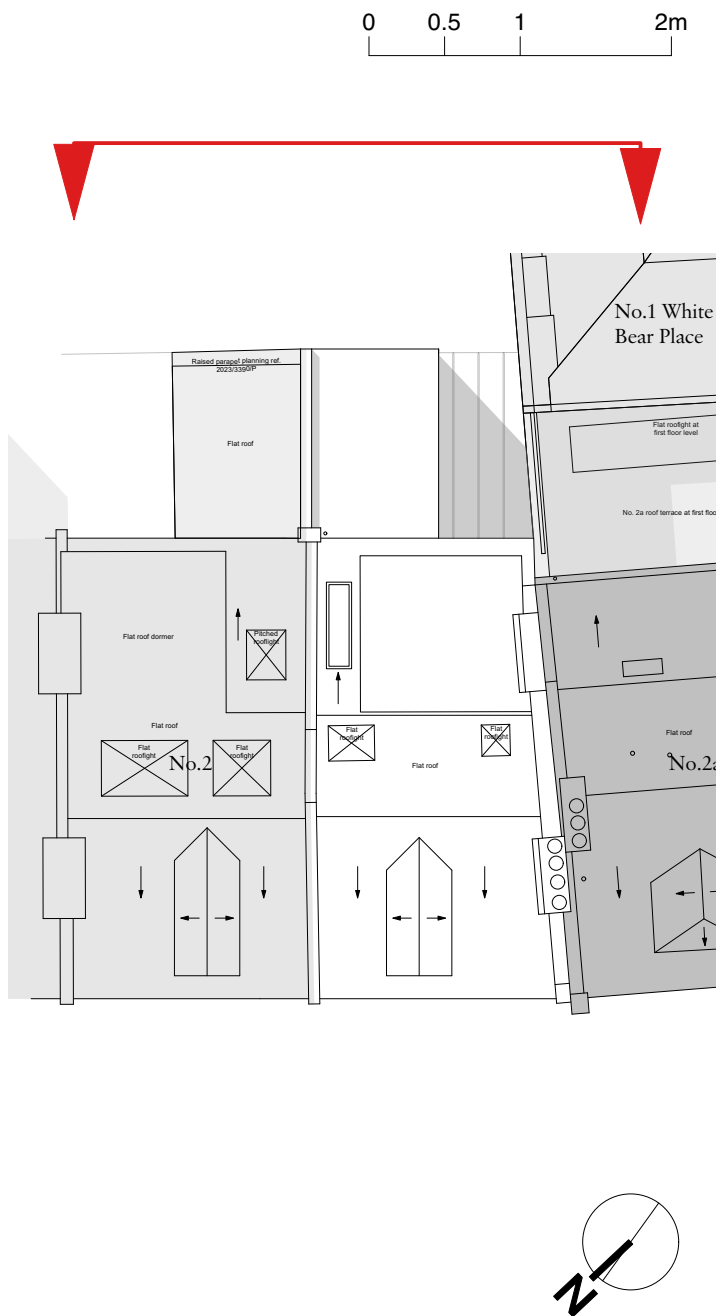 0 0.5 1 2m
No.1 White
Bear Place
Raised parapet planning ref.
2023/3390/P
Flat rooflight at
first floor level
Flat roof
No. 2a roof terrace at first floo
Flat roof dormer
Pitched
rooflight
Flat roof
Flat
rooflight
No.2
Flat
rooflight
Flat
rooflight
Flat
rooflight
Flat roof
Flat roof
No.2a
N